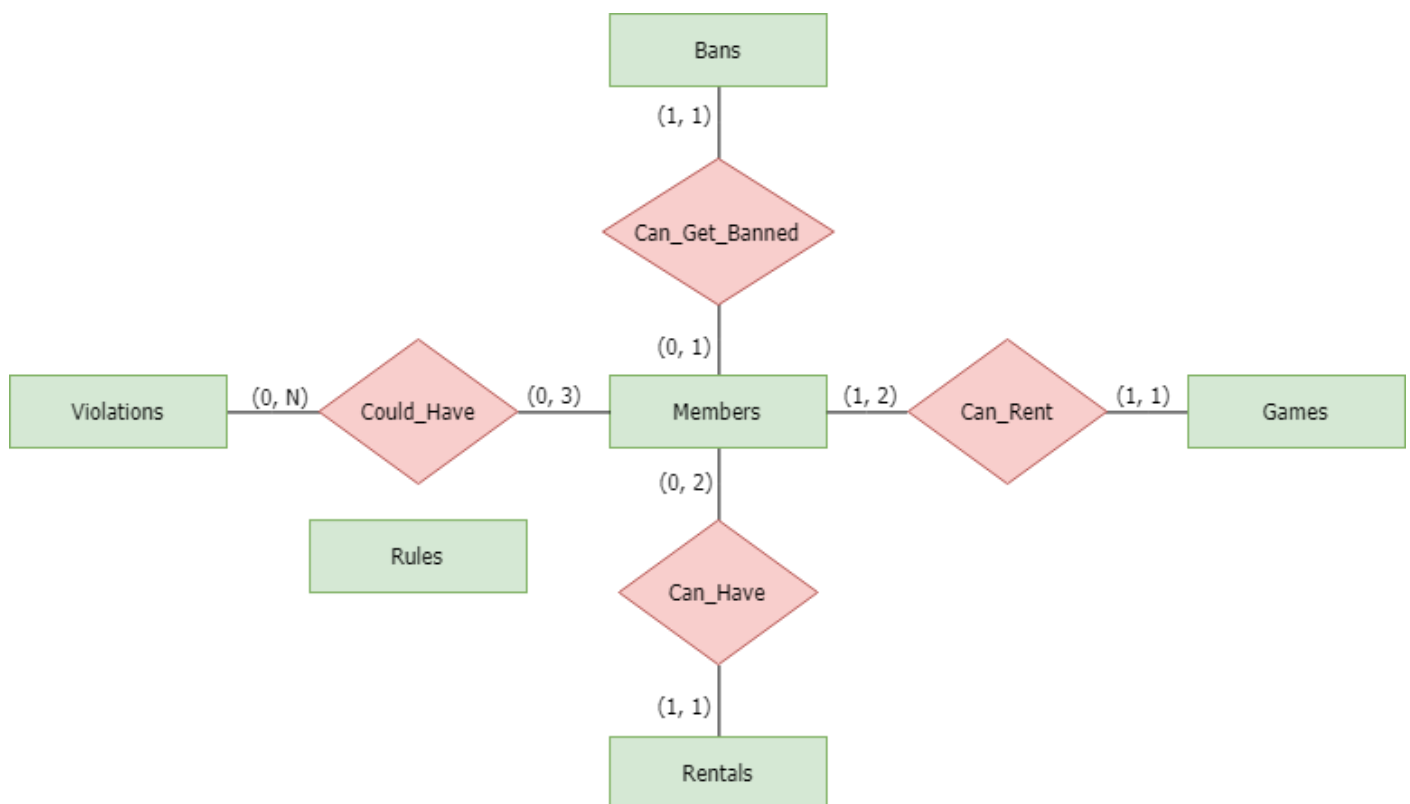 Bans
(1, 1)
Can_Get_Banned
(0, 1)
Violations
(0, N)
Could_Have
(0, 3)
Members
(1, 2)
Can_Rent
(1, 1)
Games
(0, 2)
Rules
Can_Have
(1, 1)
Rentals